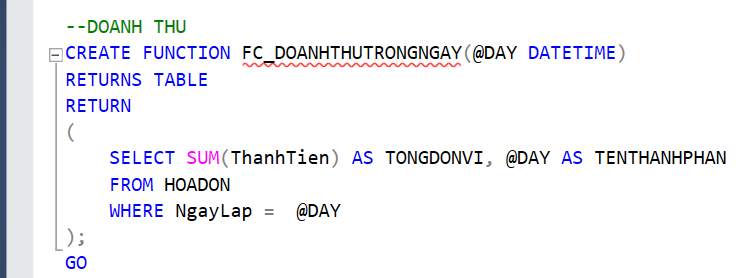 --DOANH THU
CREATE FUNCTION FC_DOANHTHUTRONGNGAY(@DAY DATETIME)
RETURNS TABLE
RETURN
(
    SELECT SUM(ThanhTien) AS TONGDONVI, @DAY AS TENTHANHPHAN
    FROM HOADON
    WHERE NgayLap =  @DAY
);
GO